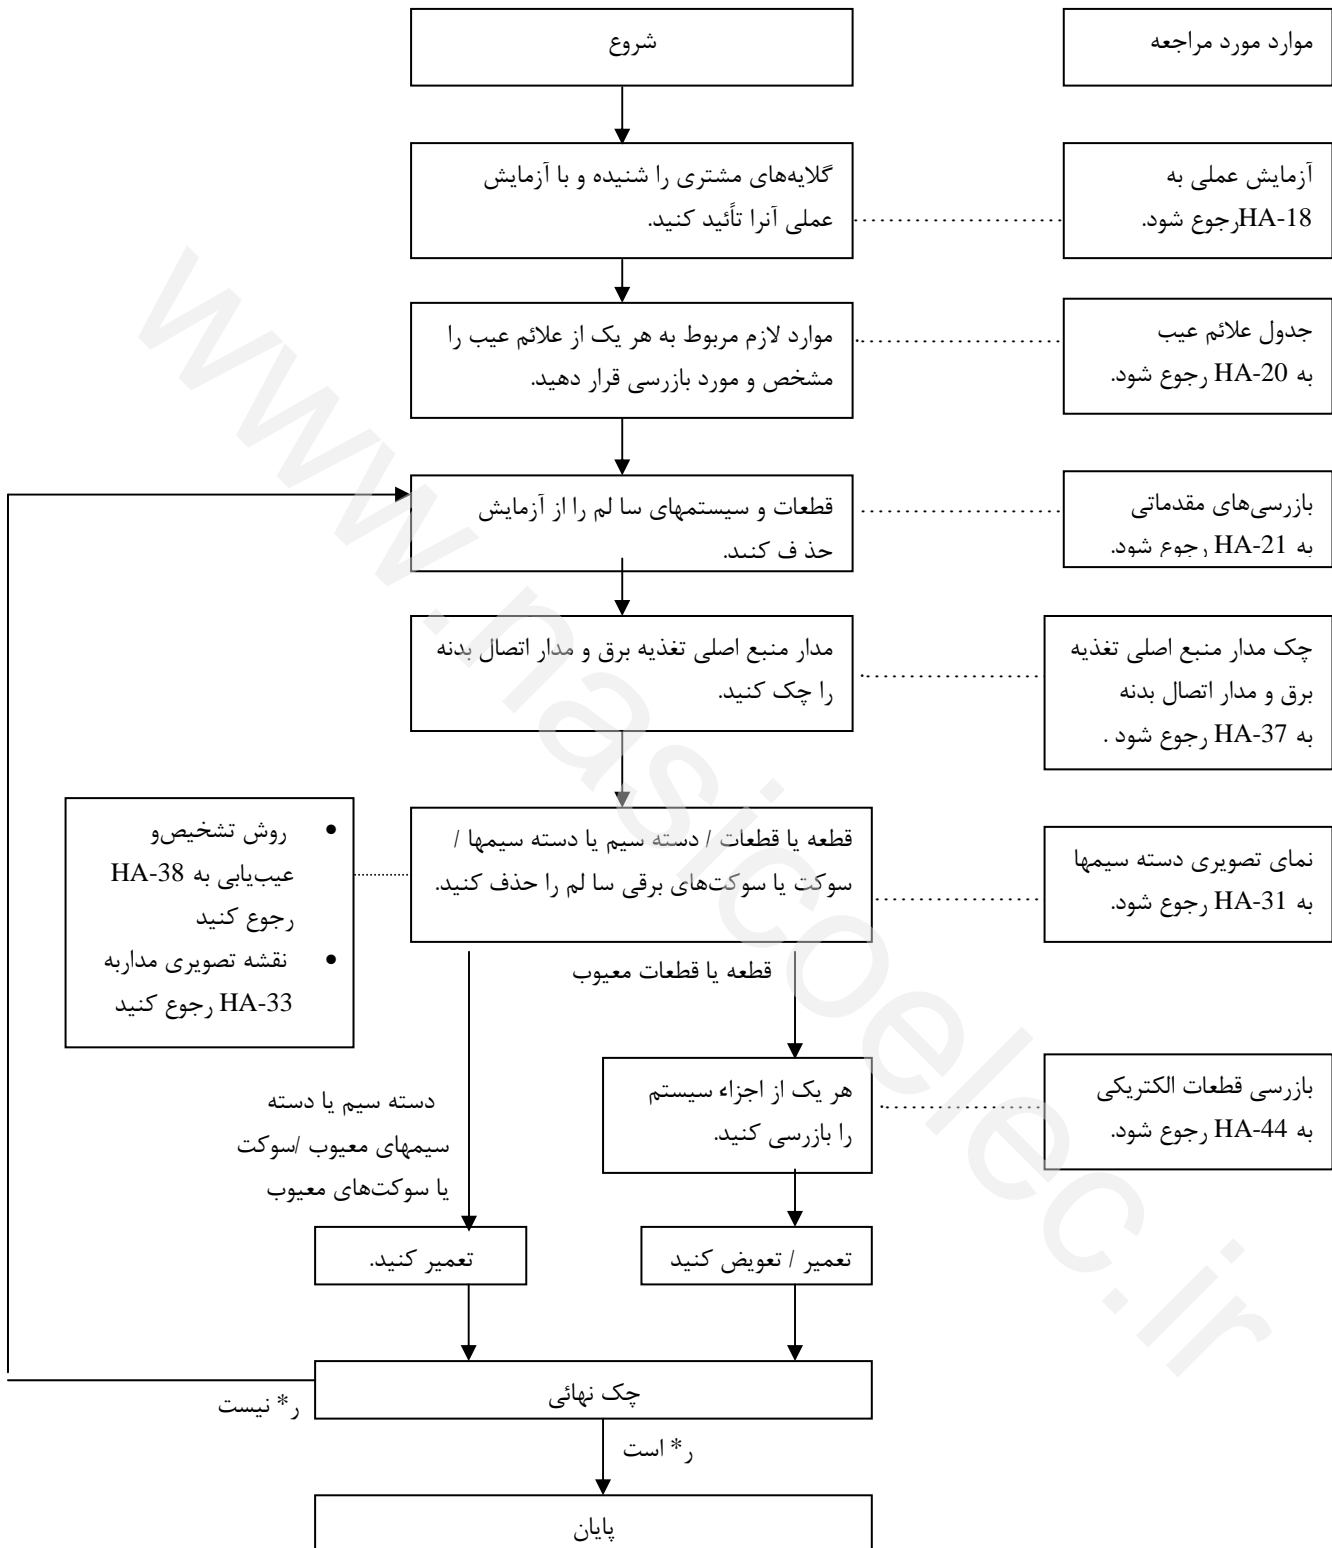 شروع
موارد مورد مراجعه
گلایه‌های مشتری را شنیده و با آزمایش
عملی آنرا تأئید کنید.
آزمایش عملی به
HA-18رجوع شود.
موارد لازم مربوط به هر یک از علائم عیب را
مشخص و مورد بازرسی قرار دهید.
جدول علائم عیب
به HA-20 رجوع شود.
قطعات و سیستمهای سا لم را از آزمایش
حذ ف کنید.
بازرسی‌های مقدماتی
به HA-21 رجوع شود.
مدار منبع اصلی تغذیه برق و مدار اتصال بدنه
را چک کنید.
چک مدار منبع اصلی تغذیه
برق و مدار اتصال بدنه
به HA-37 رجوع شود .
قطعه یا قطعات / دسته سیم یا دسته سیمها /
سوکت یا سوکت‌های برقی سا لم را حذف کنید.
نمای تصویری دسته سیمها
به HA-31 رجوع شود.
• روش تشخیص‌و
عیب‌یابی به HA-38
رجوع کنید
• نقشه تصویری مداربه
HA-33 رجوع کنید
قطعه یا قطعات معیوب
هر یک از اجزاء سیستم
را بازرسی کنید.
بازرسی قطعات الکتریکی
به HA-44 رجوع شود.
دسته سیم یا دسته
سیمهای معیوب /سوکت
یا سوکت‌های معیوب
تعمیر / تعویض کنید
تعمیر کنید.
چک نهائی
ر* نیست
ر* است
پایان
www.nasicoelec.ir